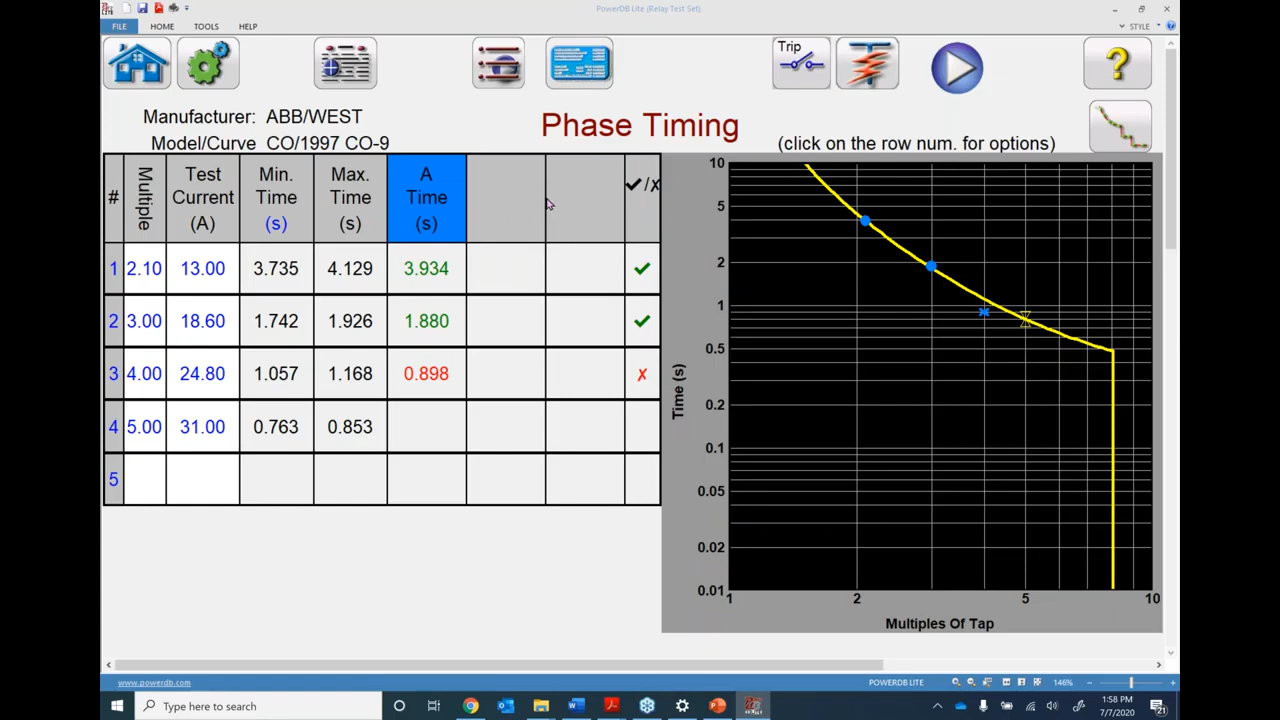 PowerDB Lite (Relay Test Set)
FILE HOME TOOLS HELP STYLE
Trip
Manufacturer: ABB/WEST
Model/Curve CO/1997 CO-9
Phase Timing
(click on the row num. for options)
# Multiple Test Current (A) Min. Time (s) Max. Time (s) A Time (s) ✓/✗
1 2.10 13.00 3.735 4.129 3.934 ✓
2 3.00 18.60 1.742 1.926 1.880 ✓
3 4.00 24.80 1.057 1.168 0.898 ✗
4 5.00 31.00 0.763 0.853
5
10
5
2
1
0.5
0.2
0.1
0.05
0.02
0.01
Time (s)
1 2 5 10
Multiples Of Tap
www.powerdb.com POWERDB LITE 146%
Type here to search
1:58 PM
7/7/2020
21